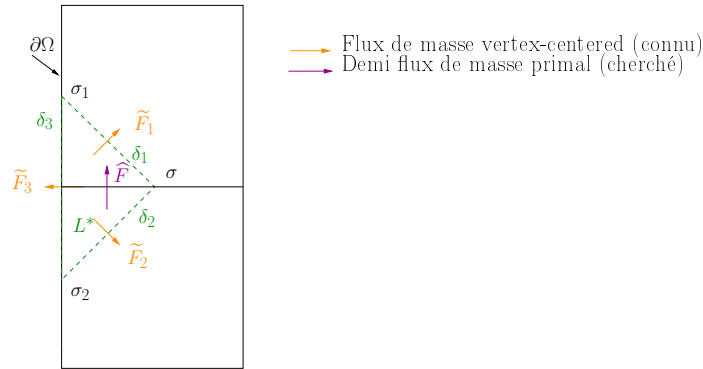 ∂Ω
σ₁
δ₃
F̃₁
δ₁
σ
F̂
F̃₃
δ₂
L*
F̃₂
σ₂
Flux de masse vertex-centered (connu)
Demi flux de masse primal (cherché)